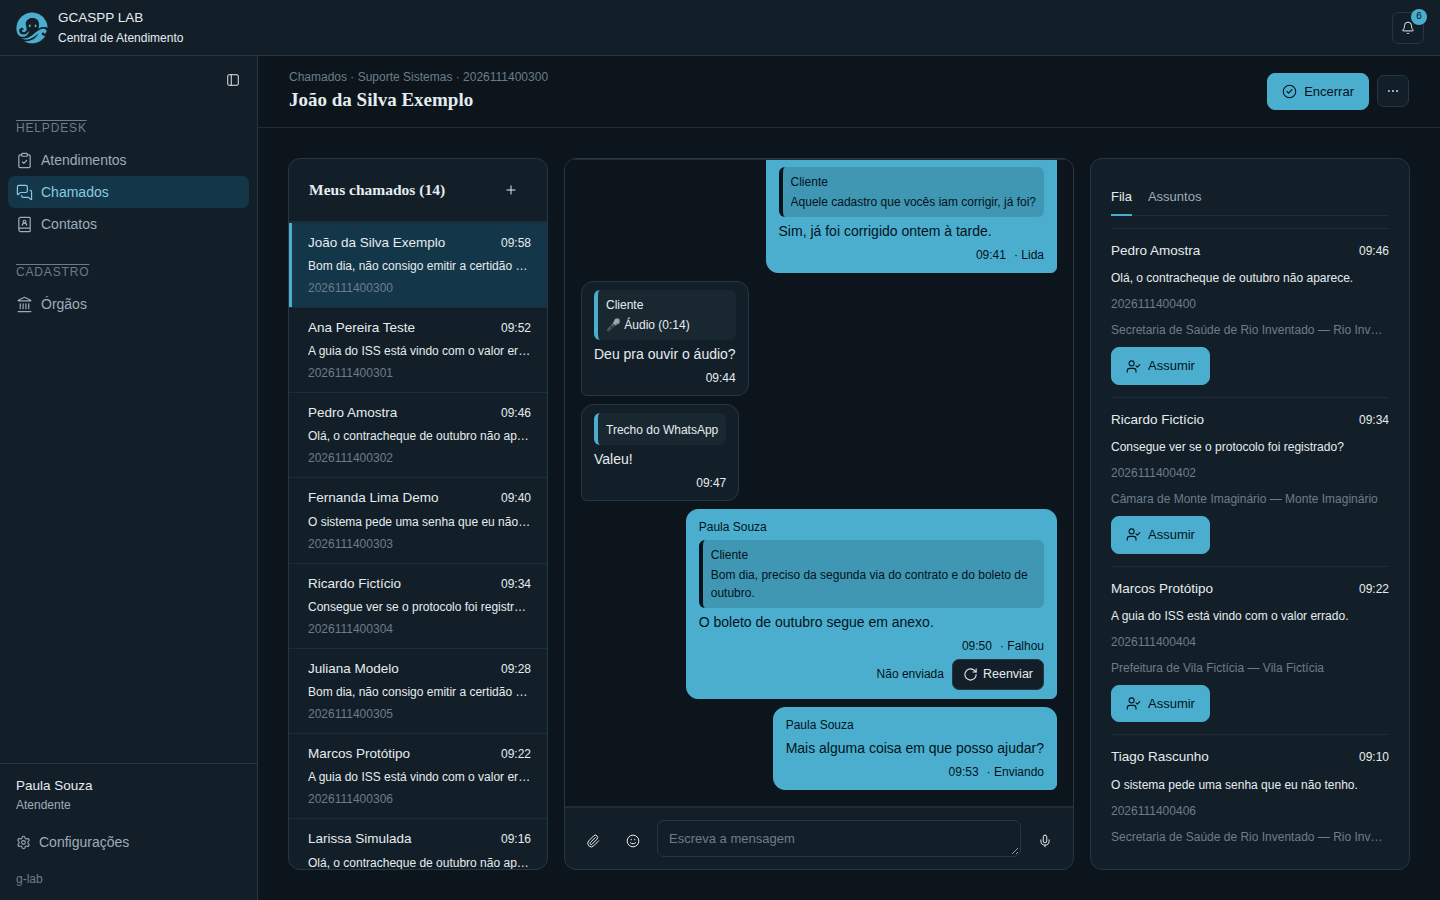 GCASPP LAB
Central de Atendimento
6
HELPDESK
Atendimentos
Chamados
Contatos
CADASTRO
Órgãos
Paula Souza
Atendente
Configurações
g-lab
Chamados · Suporte Sistemas · 2026111400300
João da Silva Exemplo
Encerrar
Meus chamados (14)
João da Silva Exemplo 09:58
Bom dia, não consigo emitir a certidão …
2026111400300
Ana Pereira Teste 09:52
A guia do ISS está vindo com o valor er…
2026111400301
Pedro Amostra 09:46
Olá, o contracheque de outubro não ap…
2026111400302
Fernanda Lima Demo 09:40
O sistema pede uma senha que eu não…
2026111400303
Ricardo Fictício 09:34
Consegue ver se o protocolo foi registr…
2026111400304
Juliana Modelo 09:28
Bom dia, não consigo emitir a certidão …
2026111400305
Marcos Protótipo 09:22
A guia do ISS está vindo com o valor er…
2026111400306
Larissa Simulada 09:16
Olá, o contracheque de outubro não ap…
Cliente
Aquele cadastro que vocês iam corrigir, já foi?
Sim, já foi corrigido ontem à tarde.
09:41 · Lida
Cliente
🎤 Áudio (0:14)
Deu pra ouvir o áudio?
09:44
Trecho do WhatsApp
Valeu!
09:47
Paula Souza
Cliente
Bom dia, preciso da segunda via do contrato e do boleto de
outubro.
O boleto de outubro segue em anexo.
09:50 · Falhou
Não enviada Reenviar
Paula Souza
Mais alguma coisa em que posso ajudar?
09:53 · Enviando
Escreva a mensagem
Fila Assuntos
Pedro Amostra 09:46
Olá, o contracheque de outubro não aparece.
2026111400400
Secretaria de Saúde de Rio Inventado — Rio Inv…
Assumir
Ricardo Fictício 09:34
Consegue ver se o protocolo foi registrado?
2026111400402
Câmara de Monte Imaginário — Monte Imaginário
Assumir
Marcos Protótipo 09:22
A guia do ISS está vindo com o valor errado.
2026111400404
Prefeitura de Vila Fictícia — Vila Fictícia
Assumir
Tiago Rascunho 09:10
O sistema pede uma senha que eu não tenho.
2026111400406
Secretaria de Saúde de Rio Inventado — Rio Inv…